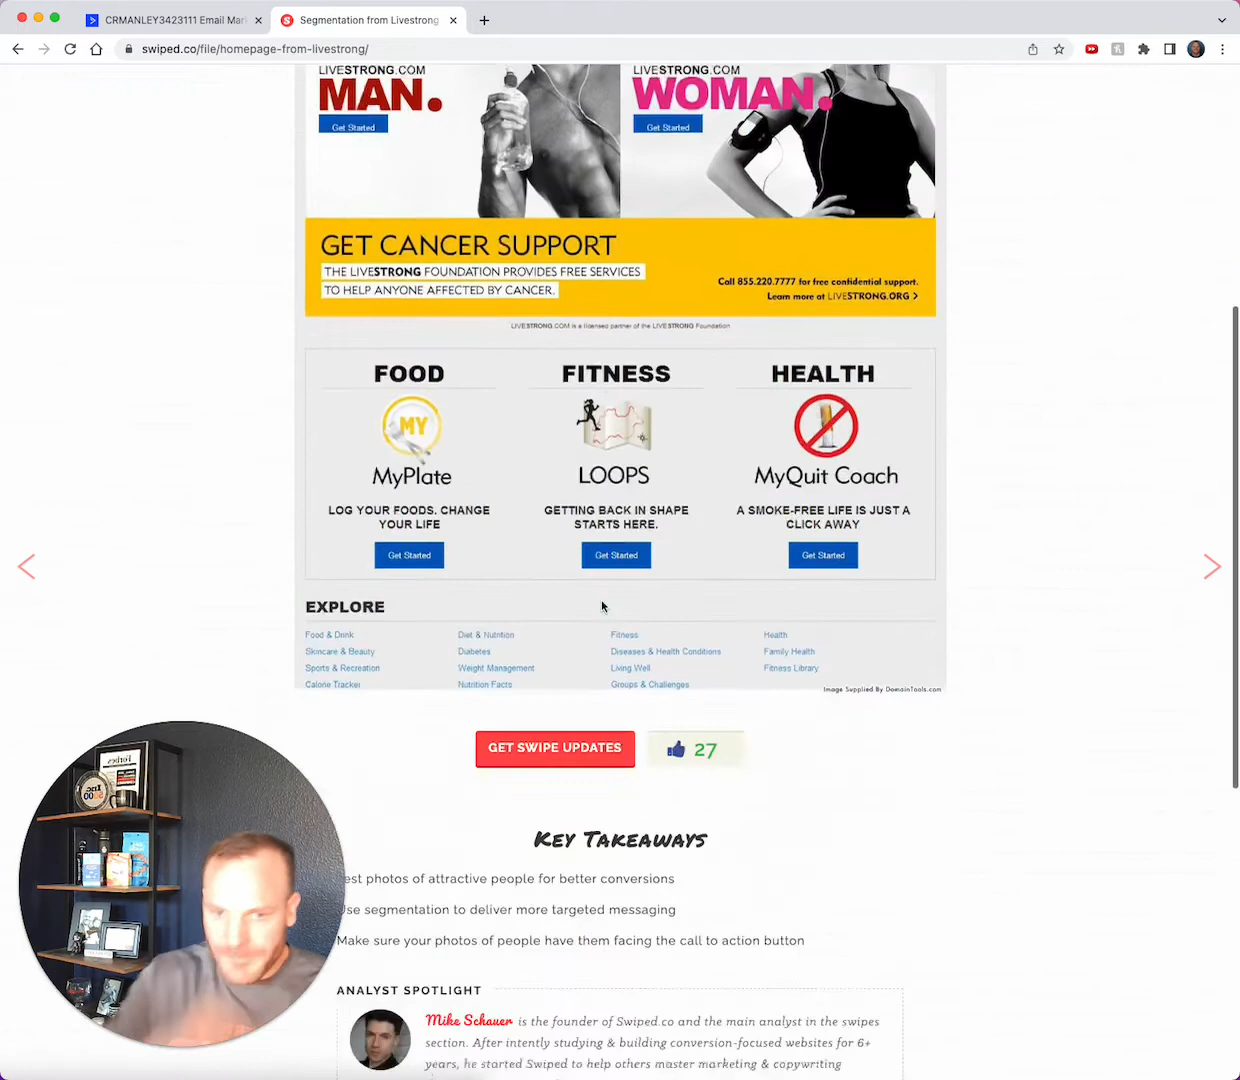 CRMANLEY3423111 Email Mar
Segmentation from Livestrong
swiped.co/file/homepage-from-livestrong/
LIVESTRONG.COM
MAN.
Get Started
LIVESTRONG.COM
WOMAN.
Get Started
GET CANCER SUPPORT
THE LIVESTRONG FOUNDATION PROVIDES FREE SERVICES
TO HELP ANYONE AFFECTED BY CANCER.
Call 855.220.7777 for free confidential support.
Learn more at LIVESTRONG.ORG >
LIVESTRONG.COM is a licensed partner of the LIVESTRONG Foundation
FOOD
MY
MyPlate
LOG YOUR FOODS. CHANGE
YOUR LIFE
Get Started
FITNESS
LOOPS
GETTING BACK IN SHAPE
STARTS HERE.
Get Started
HEALTH
MyQuit Coach
A SMOKE-FREE LIFE IS JUST A
CLICK AWAY
Get Started
EXPLORE
Food & Drink Diet & Nutrition Fitness Health
Skincare & Beauty Diabetes Diseases & Health Conditions Family Health
Sports & Recreation Weight Management Living Well Fitness Library
Calorie Tracker Nutrition Facts Groups & Challenges
Image Supplied By DomainTools.com
GET SWIPE UPDATES
27
Forbes
Inc
5000
KEY TAKEAWAYS
est photos of attractive people for better conversions
Use segmentation to deliver more targeted messaging
Make sure your photos of people have them facing the call to action button
ANALYST SPOTLIGHT
Mike Schauer is the founder of Swiped.co and the main analyst in the swipes
section. After intently studying & building conversion-focused websites for 6+
years, he started Swiped to help others master marketing & copywriting